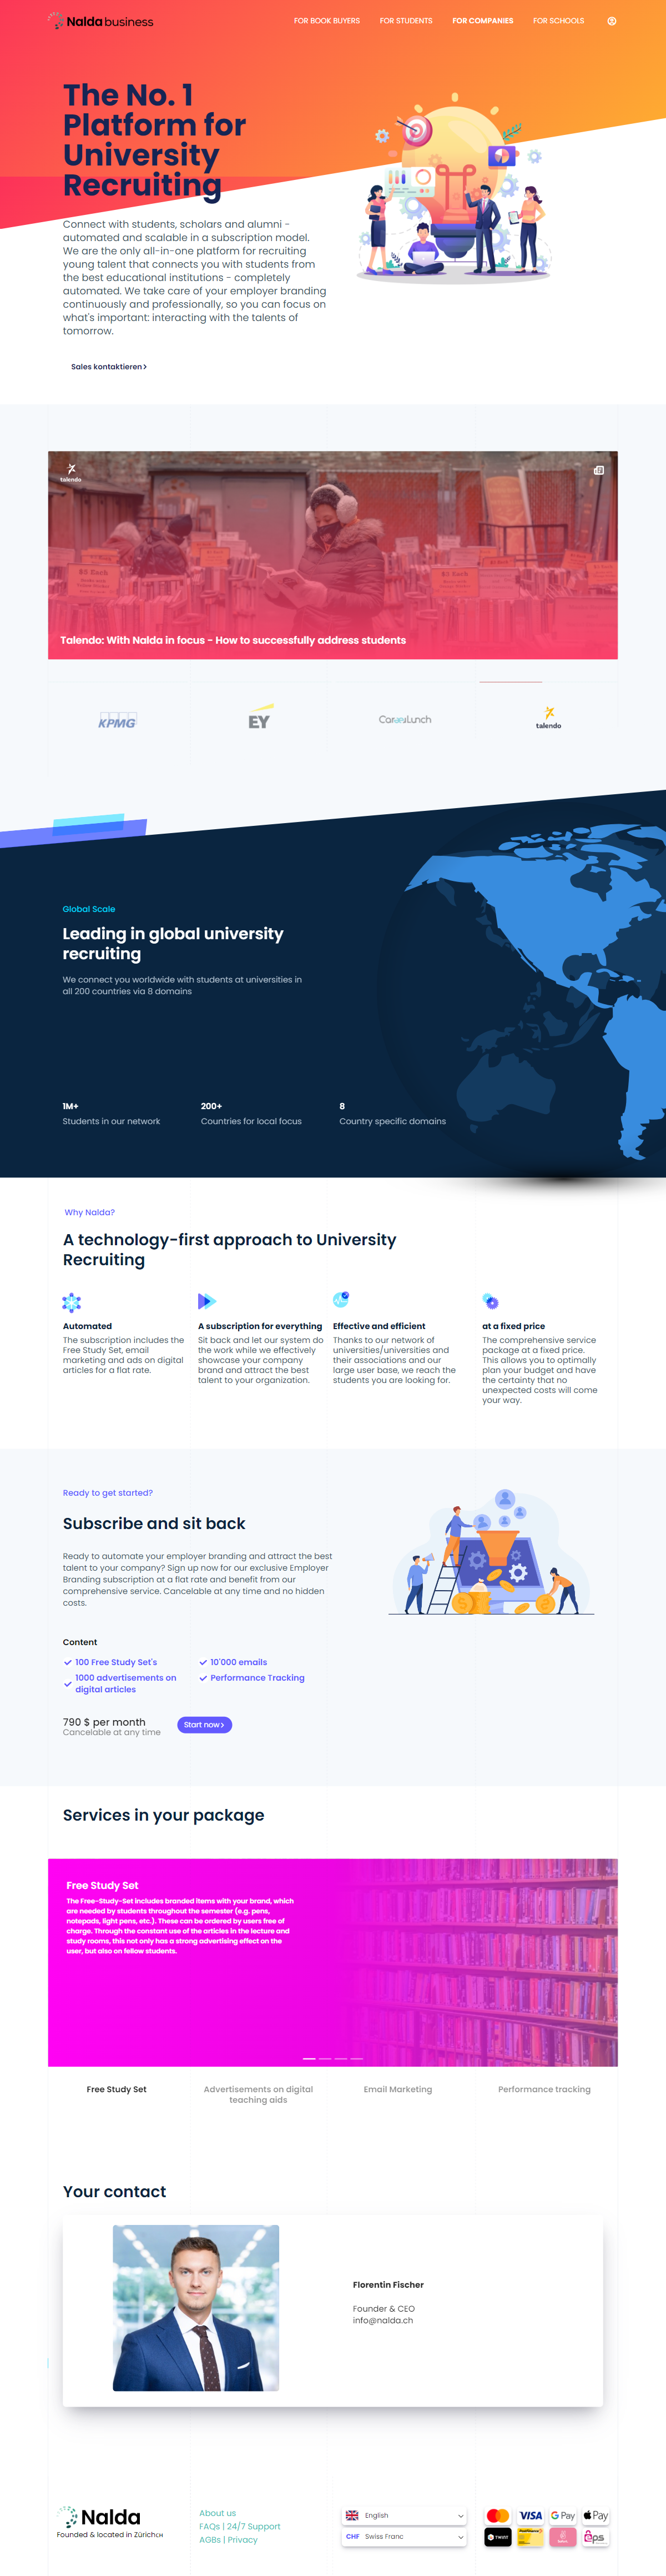 Nalda business
FOR BOOK BUYERS
FOR STUDENTS
FOR COMPANIES
FOR SCHOOLS
The No. 1
Platform for
University
Recruiting
Connect with students, scholars and alumni -
automated and scalable in a subscription model.
We are the only all-in-one platform for recruiting
young talent that connects you with students from
the best educational institutions - completely
automated. We take care of your employer branding
continuously and professionally, so you can focus on
what's important: interacting with the talents of
tomorrow.
Sales kontaktieren
talendo
Talendo: With Nalda in focus - How to successfully address students
KPMG
EY
CareerLunch
talendo
Global Scale
Leading in global university
recruiting
We connect you worldwide with students at universities in
all 200 countries via 8 domains
1M+
Students in our network
200+
Countries for local focus
8
Country specific domains
Why Nalda?
A technology-first approach to University
Recruiting
Automated
The subscription includes the
Free Study Set, email
marketing and ads on digital
articles for a flat rate.
A subscription for everything
Sit back and let our system do
the work while we effectively
showcase your company
brand and attract the best
talent to your organization.
Effective and efficient
Thanks to our network of
universities/universities and
their associations and our
large user base, we reach the
students you are looking for.
at a fixed price
The comprehensive service
package at a fixed price.
This allows you to optimally
plan your budget and have
the certainty that no
unexpected costs will come
your way.
Ready to get started?
Subscribe and sit back
Ready to automate your employer branding and attract the best
talent to your company? Sign up now for our exclusive Employer
Branding subscription at a flat rate and benefit from our
comprehensive service. Cancelable at any time and no hidden
costs.
Content
100 Free Study Set's
10'000 emails
1000 advertisements on
digital articles
Performance Tracking
790 $ per month
Cancelable at any time
Start now
Services in your package
Free Study Set
The Free-Study-Set includes branded items with your brand, which
are needed by students throughout the semester (e.g. pens,
notepads, light pens, etc.). These can be ordered by users free of
charge. Through the constant use of the articles in the lecture and
study rooms, this not only has a strong advertising effect on the
user, but also on fellow students.
Free Study Set
Advertisements on digital
teaching aids
Email Marketing
Performance tracking
Your contact
Florentin Fischer
Founder & CEO
info@nalda.ch
Nalda
Founded & located in Zürich CH
About us
FAQs | 24/7 Support
AGBs | Privacy
English
CHF Swiss Franc
VISA
G Pay
Pay
TWINT
eps